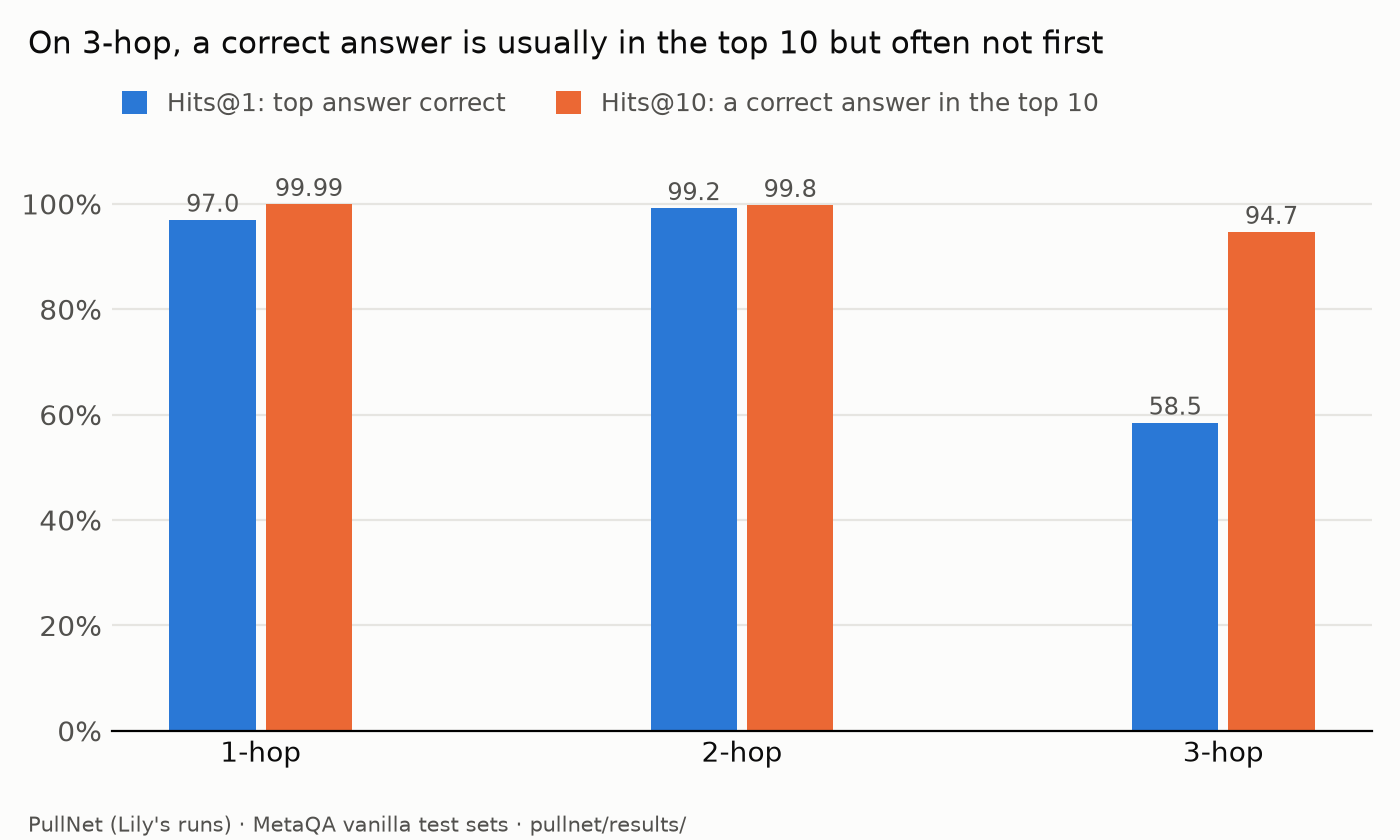 On 3-hop, a correct answer is usually in the top 10 but often not first
Hits@1: top answer correct
Hits@10: a correct answer in the top 10
97.0
99.99
99.2
99.8
94.7
58.5
100%
80%
60%
40%
20%
0%
1-hop
2-hop
3-hop
PullNet (Lily's runs) · MetaQA vanilla test sets · pullnet/results/